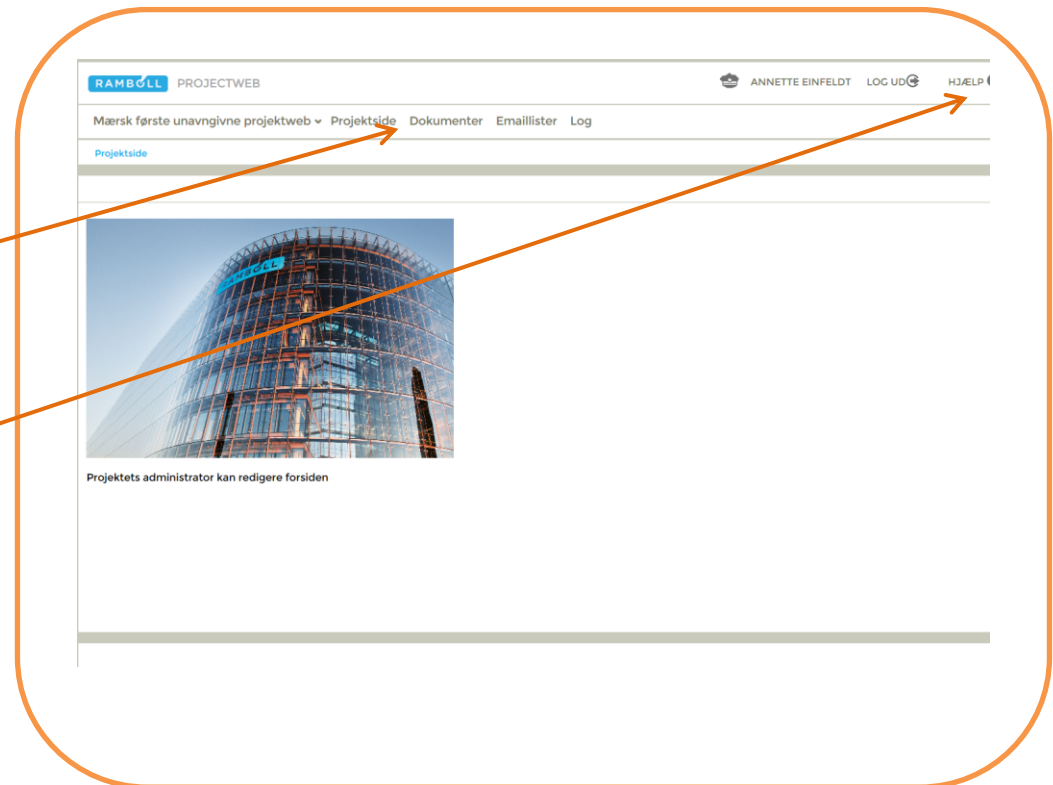 RAMBOLL PROJECTWEB ANNETTE EINFELDT LOG UD HJÆLP
Mærsk første unavngivne projektweb Projektside Dokumenter Emaillister Log
Projektside
RAMBOLL
Projektets administrator kan redigere forsiden